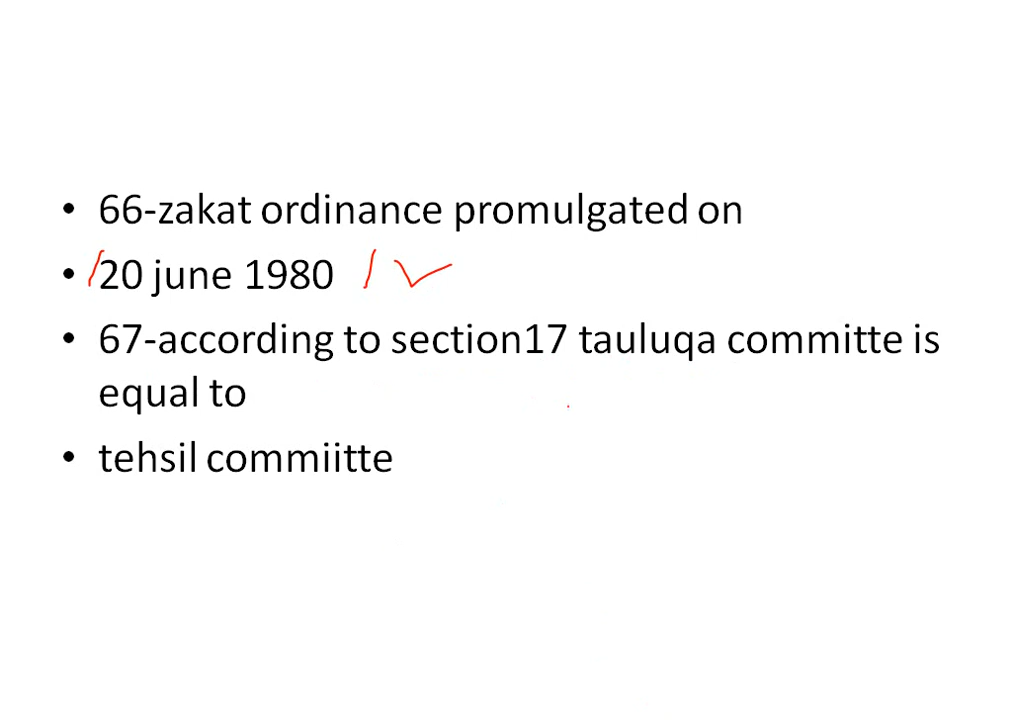 • 66-zakat ordinance promulgated on
• 20 june 1980
• 67-according to section17 tauluqa committe is
equal to
• tehsil commiitte